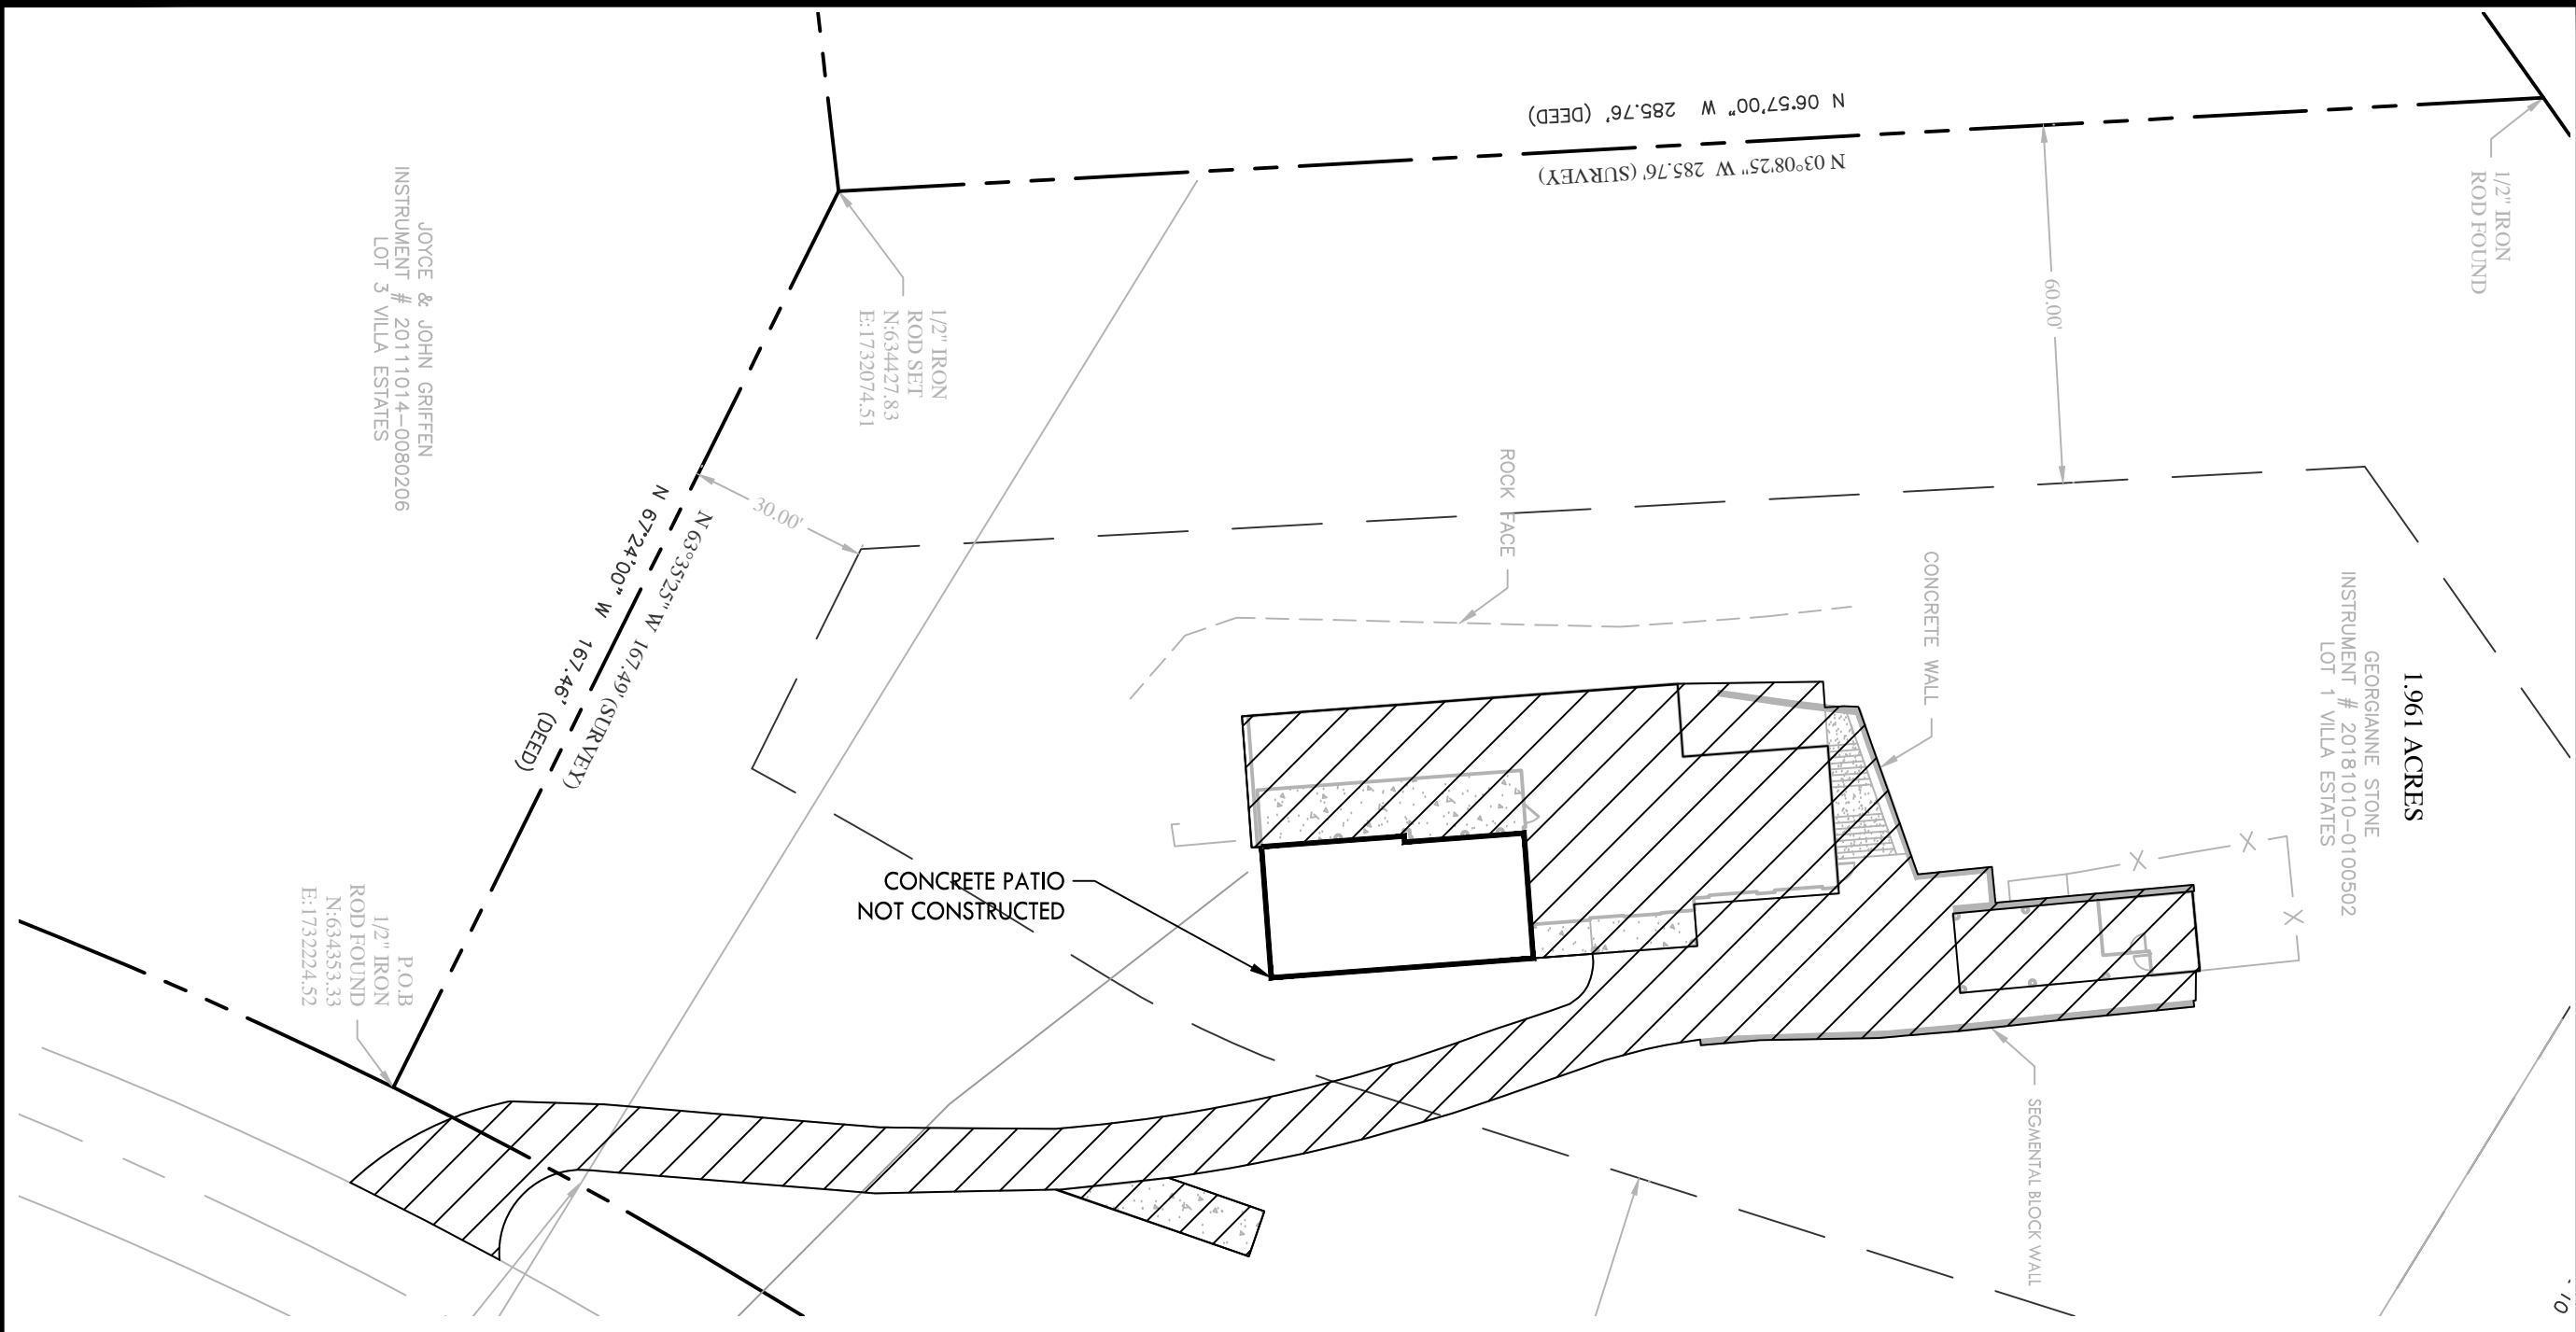 N 06°57'00" W 285.76' (DEED)
N 03°08'25" W 285.76' (SURVEY)
1/2" IRON
ROD FOUND
60.00'
JOYCE & JOHN GRIFFEN
INSTRUMENT # 20111014-0080206
LOT 3 VILLA ESTATES
1/2" IRON
ROD SET
N:634427.83
E:1732074.51
30.00'
N 63°35'25" W 167.49' (SURVEY)
N 67°24'00" W 167.46' (DEED)
ROCK FACE
CONCRETE WALL
1.961 ACRES
GEORGIANNE STONE
INSTRUMENT # 20181010-0100502
LOT 1 VILLA ESTATES
X
X
X
CONCRETE PATIO
NOT CONSTRUCTED
P.O.B
1/2" IRON
ROD FOUND
N:634353.33
E:1732224.52
SEGMENTAL BLOCK WALL